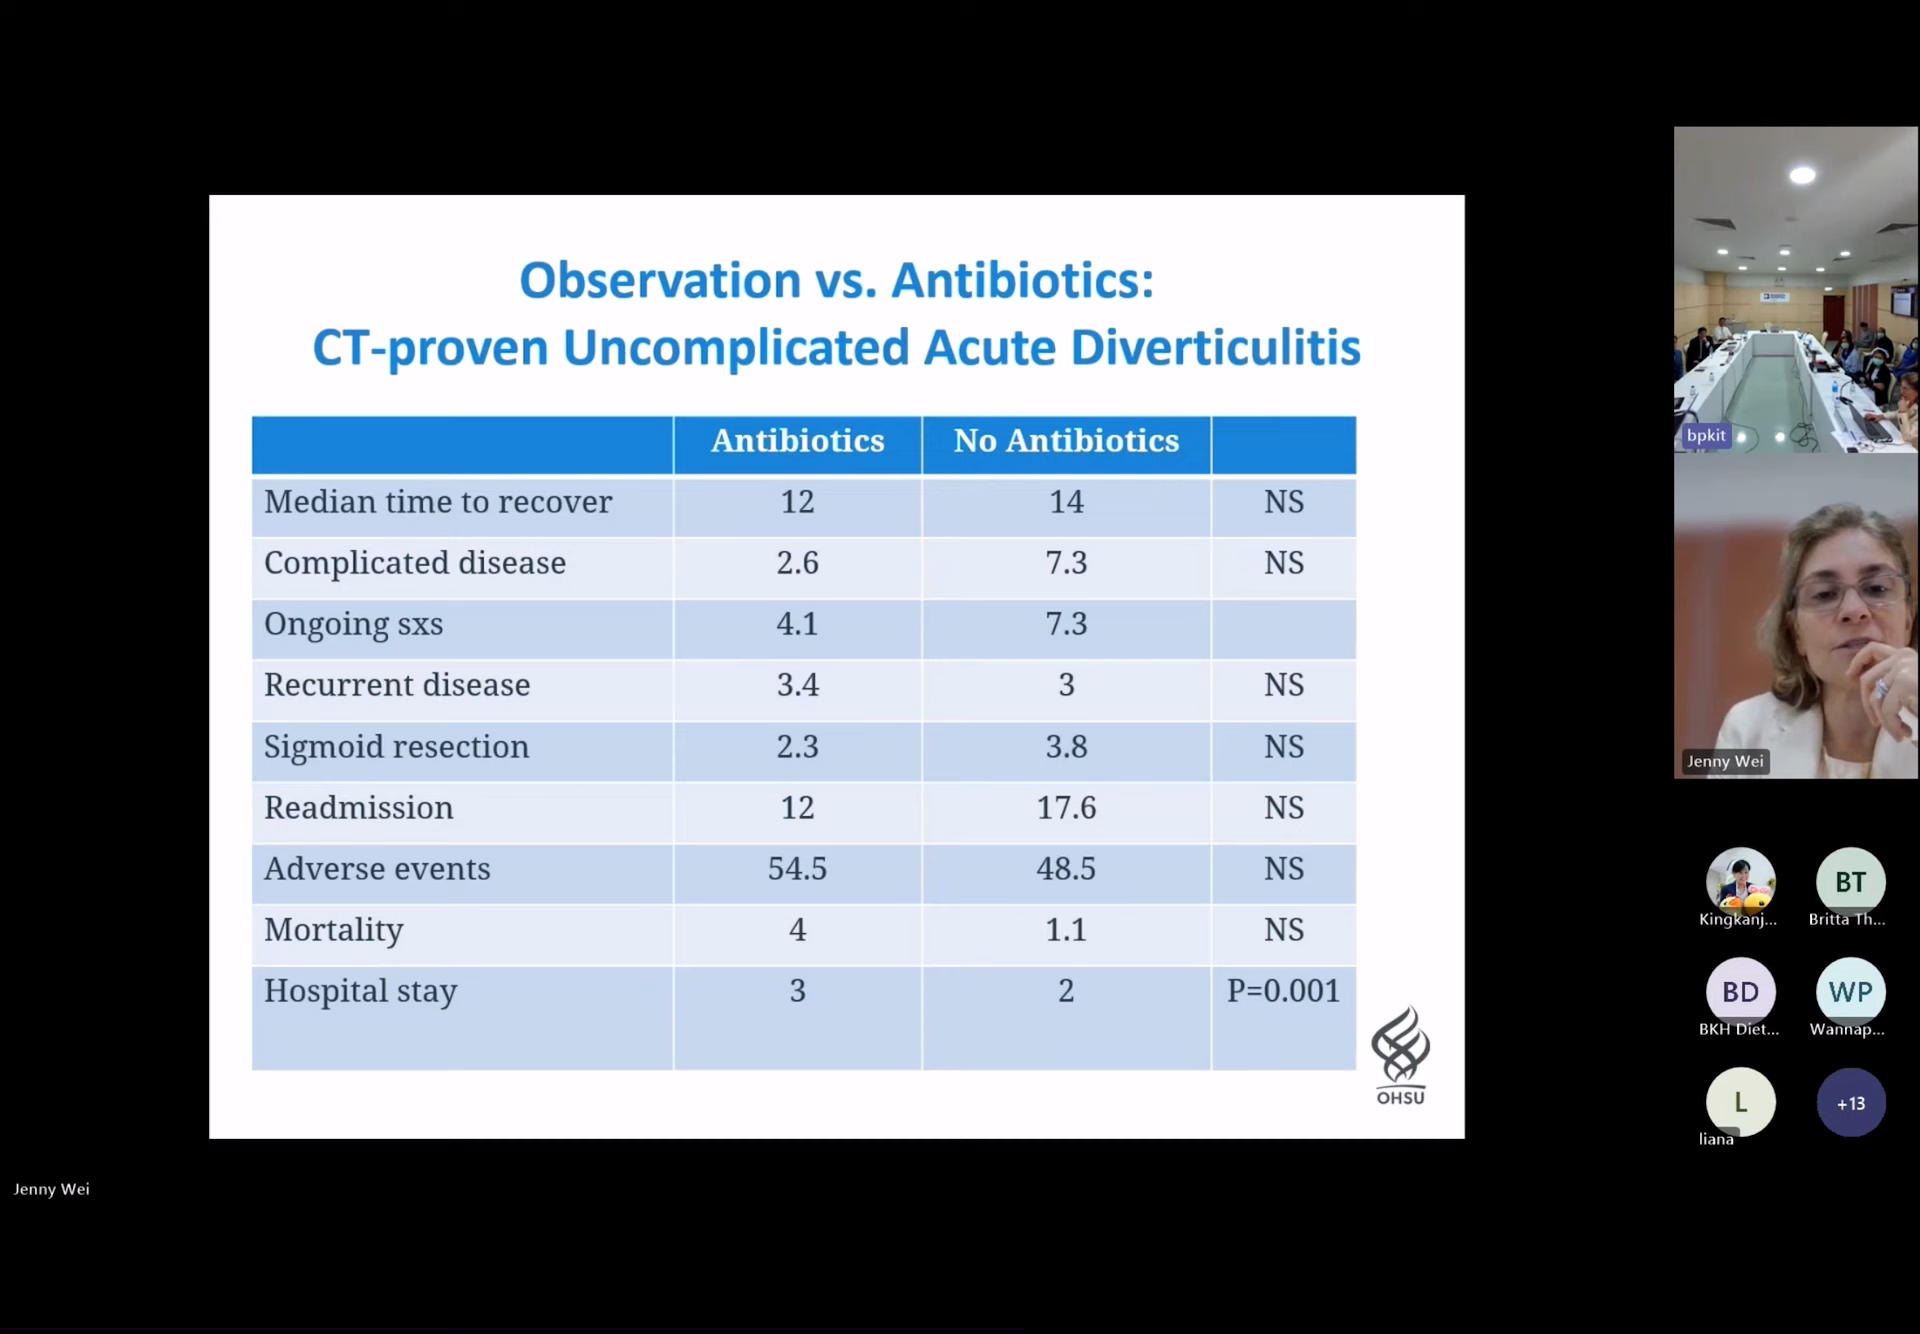 Observation vs. Antibiotics:
CT-proven Uncomplicated Acute Diverticulitis
Antibiotics No Antibiotics
Median time to recover 12 14 NS
Complicated disease 2.6 7.3 NS
Ongoing sxs 4.1 7.3
Recurrent disease 3.4 3 NS
Sigmoid resection 2.3 3.8 NS
Readmission 12 17.6 NS
Adverse events 54.5 48.5 NS
Mortality 4 1.1 NS
Hospital stay 3 2 P=0.001
OHSU
bpkit
Jenny Wei
Kingkanj...
BT
Britta Th...
BD
BKH Diet...
WP
Wannap...
L
liana
+13
Jenny Wei